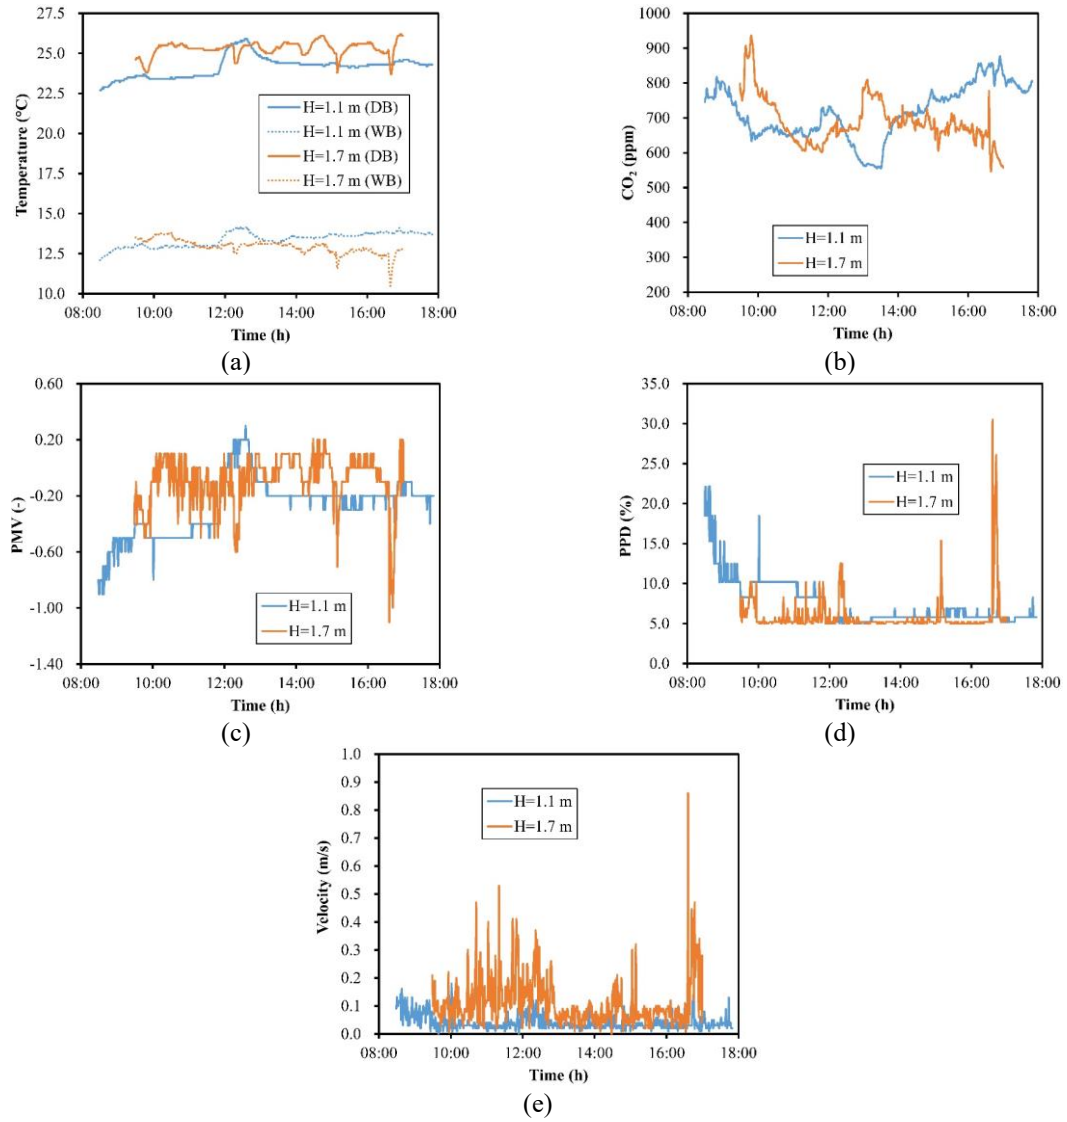 27.5
25.0
22.5
20.0
17.5
15.0
12.5
10.0
Temperature (°C)
H=1.1 m (DB)
H=1.1 m (WB)
H=1.7 m (DB)
H=1.7 m (WB)
08:00 10:00 12:00 14:00 16:00 18:00
Time (h)
(a)
1000
900
800
700
600
500
400
300
200
CO₂ (ppm)
H=1.1 m
H=1.7 m
08:00 10:00 12:00 14:00 16:00 18:00
Time (h)
(b)
0.60
0.20
-0.20
-0.60
-1.00
-1.40
PMV (-)
H=1.1 m
H=1.7 m
08:00 10:00 12:00 14:00 16:00 18:00
Time (h)
(c)
35.0
30.0
25.0
20.0
15.0
10.0
5.0
0.0
PPD (%)
H=1.1 m
H=1.7 m
08:00 10:00 12:00 14:00 16:00 18:00
Time (h)
(d)
1.0
0.9
0.8
0.7
0.6
0.5
0.4
0.3
0.2
0.1
0.0
Velocity (m/s)
H=1.1 m
H=1.7 m
08:00 10:00 12:00 14:00 16:00 18:00
Time (h)
(e)